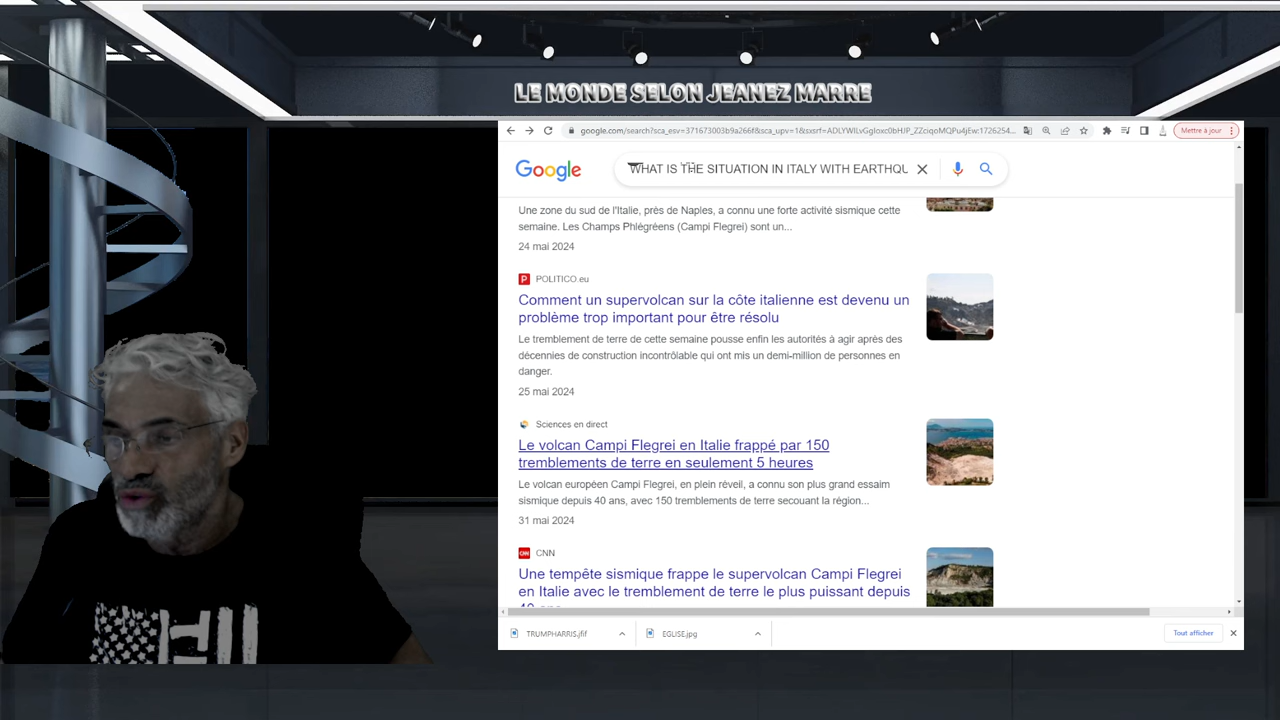 LE MONDE SELON JEANEZ MARRE
google.com/search?sca_esv=371673003b9a266f&sca_upv=1&sxsrf=ADLYWILvGgIoxc0bHJP_ZZciqoMQPu4jEw:1726254...
Mettre à jour
Google
WHAT IS THE SITUATION IN ITALY WITH EARTHQU
Une zone du sud de l'Italie, près de Naples, a connu une forte activité sismique cette
semaine. Les Champs Phlégréens (Campi Flegrei) sont un...
24 mai 2024
POLITICO.eu
Comment un supervolcan sur la côte italienne est devenu un
problème trop important pour être résolu
Le tremblement de terre de cette semaine pousse enfin les autorités à agir après des
décennies de construction incontrôlable qui ont mis un demi-million de personnes en
danger.
25 mai 2024
Sciences en direct
Le volcan Campi Flegrei en Italie frappé par 150
tremblements de terre en seulement 5 heures
Le volcan européen Campi Flegrei, en plein réveil, a connu son plus grand essaim
sismique depuis 40 ans, avec 150 tremblements de terre secouant la région...
31 mai 2024
CNN
Une tempête sismique frappe le supervolcan Campi Flegrei
en Italie avec le tremblement de terre le plus puissant depuis
40 ans
TRUMPHARRIS.jfif
EGLISE.jpg
Tout afficher